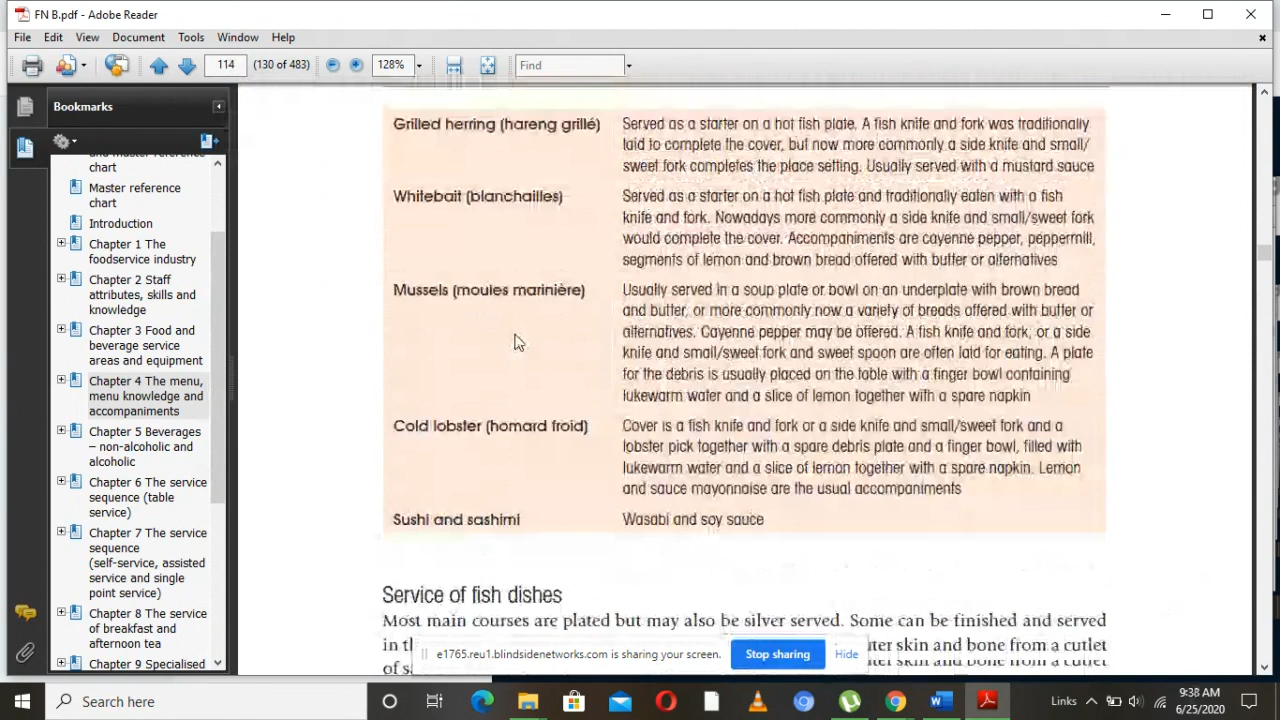 FN B.pdf - Adobe Reader
File Edit View Document Tools Window Help
114 (130 of 483) 128% Find
Bookmarks
and master reference
chart
Master reference
chart
Introduction
Chapter 1 The
foodservice industry
Chapter 2 Staff
attributes, skills and
knowledge
Chapter 3 Food and
beverage service
areas and equipment
Chapter 4 The menu,
menu knowledge and
accompaniments
Chapter 5 Beverages
– non-alcoholic and
alcoholic
Chapter 6 The service
sequence (table
service)
Chapter 7 The service
sequence
(self-service, assisted
service and single
point service)
Chapter 8 The service
of breakfast and
afternoon tea
Chapter 9 Specialised
Grilled herring (hareng grillé) Served as a starter on a hot fish plate. A fish knife and fork was traditionally
laid to complete the cover, but now more commonly a side knife and small/
sweet fork completes the place setting. Usually served with a mustard sauce
Whitebait (blanchailles) Served as a starter on a hot fish plate and traditionally eaten with a fish
knife and fork. Nowadays more commonly a side knife and small/sweet fork
would complete the cover. Accompaniments are cayenne pepper, peppermill,
segments of lemon and brown bread offered with butter or alternatives
Mussels (moules marinière) Usually served in a soup plate or bowl on an underplate with brown bread
and butter, or more commonly now a variety of breads offered with butter or
alternatives. Cayenne pepper may be offered. A fish knife and fork, or a side
knife and small/sweet fork and sweet spoon are often laid for eating. A plate
for the debris is usually placed on the table with a finger bowl containing
lukewarm water and a slice of lemon together with a spare napkin
Cold lobster (homard froid) Cover is a fish knife and fork or a side knife and small/sweet fork and a
lobster pick together with a spare debris plate and a finger bowl, filled with
lukewarm water and a slice of lemon together with a spare napkin. Lemon
and sauce mayonnaise are the usual accompaniments
Sushi and sashimi Wasabi and soy sauce
Service of fish dishes
Most main courses are plated but may also be silver served. Some can be finished and served
in th
uter skin and bone from a cutlet
of sa
e1765.reu1.blindsidenetworks.com is sharing your screen. Stop sharing Hide
Search here Links 9:38 AM
6/25/2020